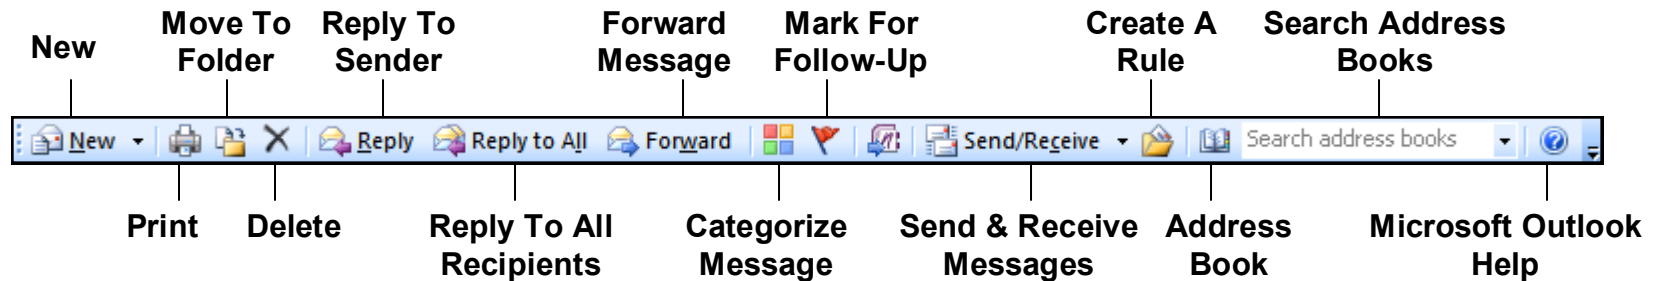 New
Move To
Folder
Reply To
Sender
Forward
Message
Mark For
Follow-Up
Create A
Rule
Search Address
Books
New Reply Reply to All Forward Send/Receive Search address books
Print
Delete
Reply To All
Recipients
Categorize
Message
Send & Receive
Messages
Address
Book
Microsoft Outlook
Help